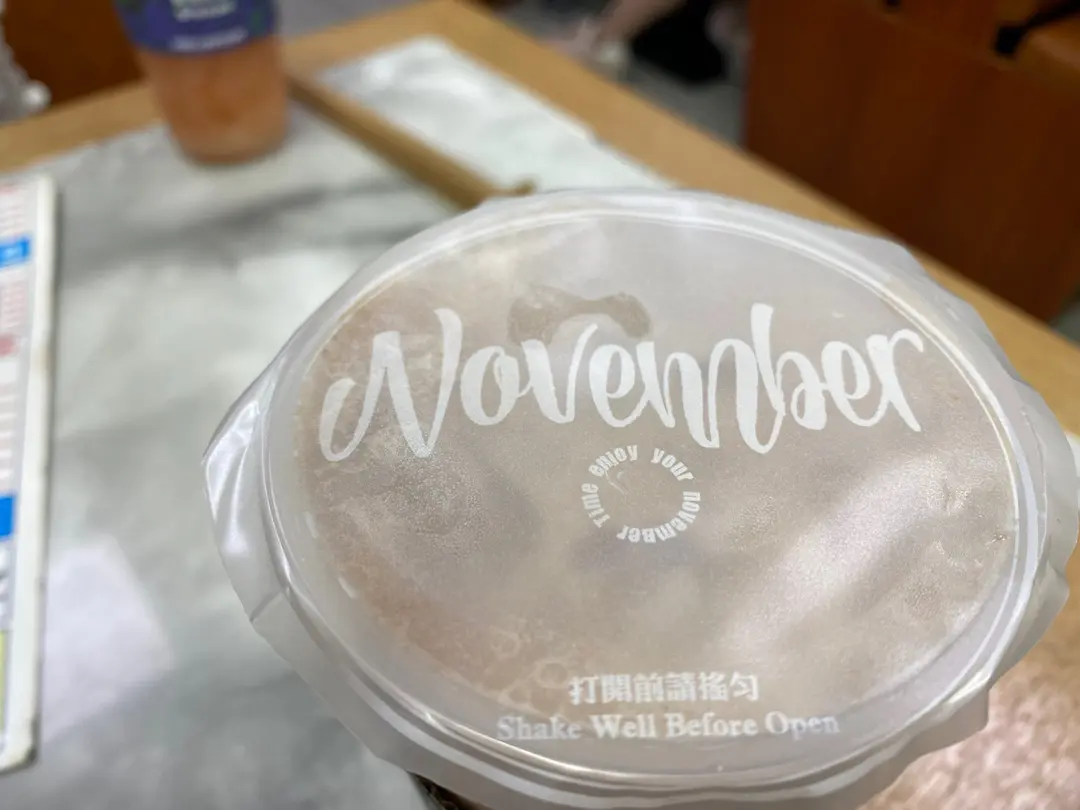 November
enjoy your november time
打開前請搖勻
Shake Well Before Open